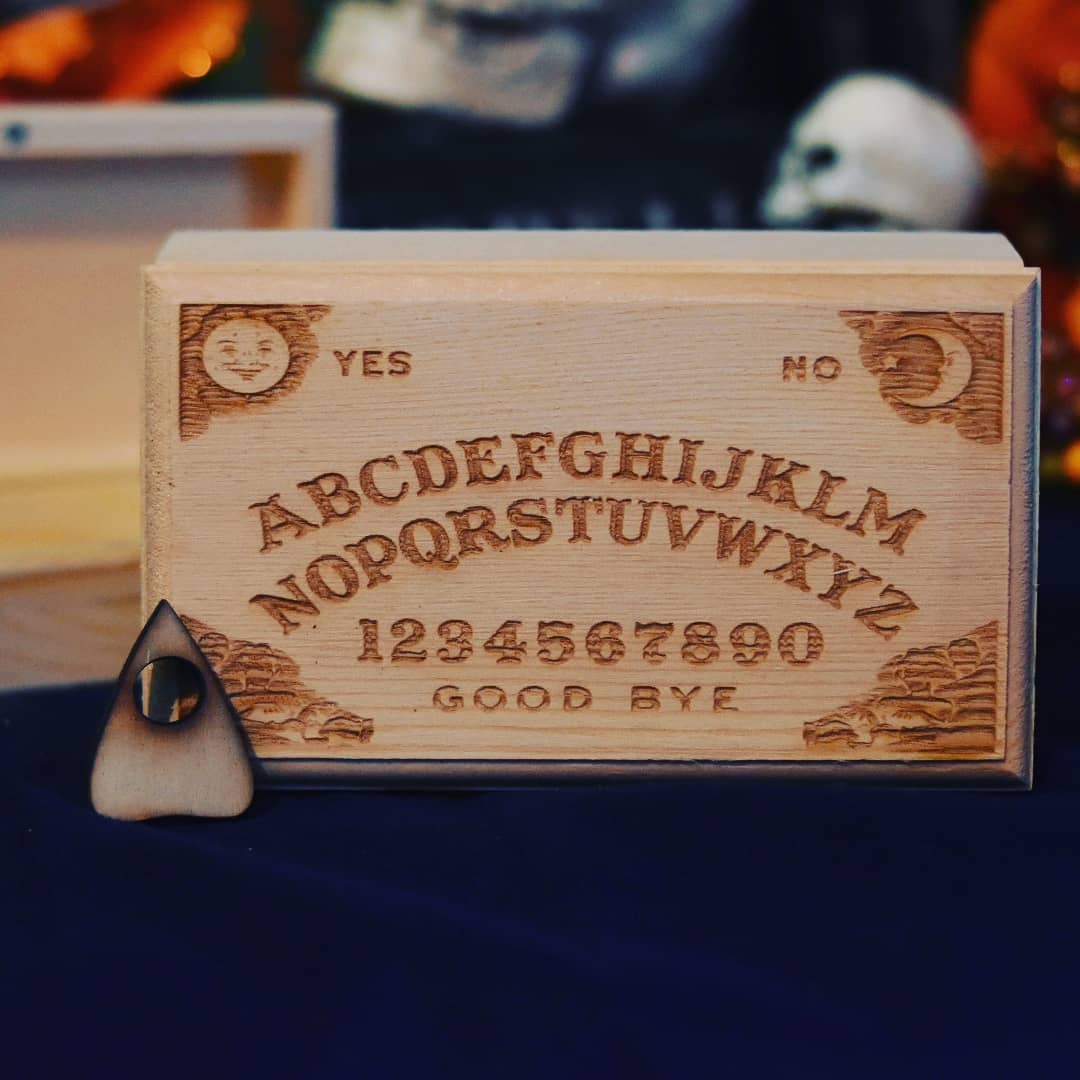 YES NO
ABCDEFGHIJKLM
NOPQRSTUVWXYZ
1234567890
GOOD BYE